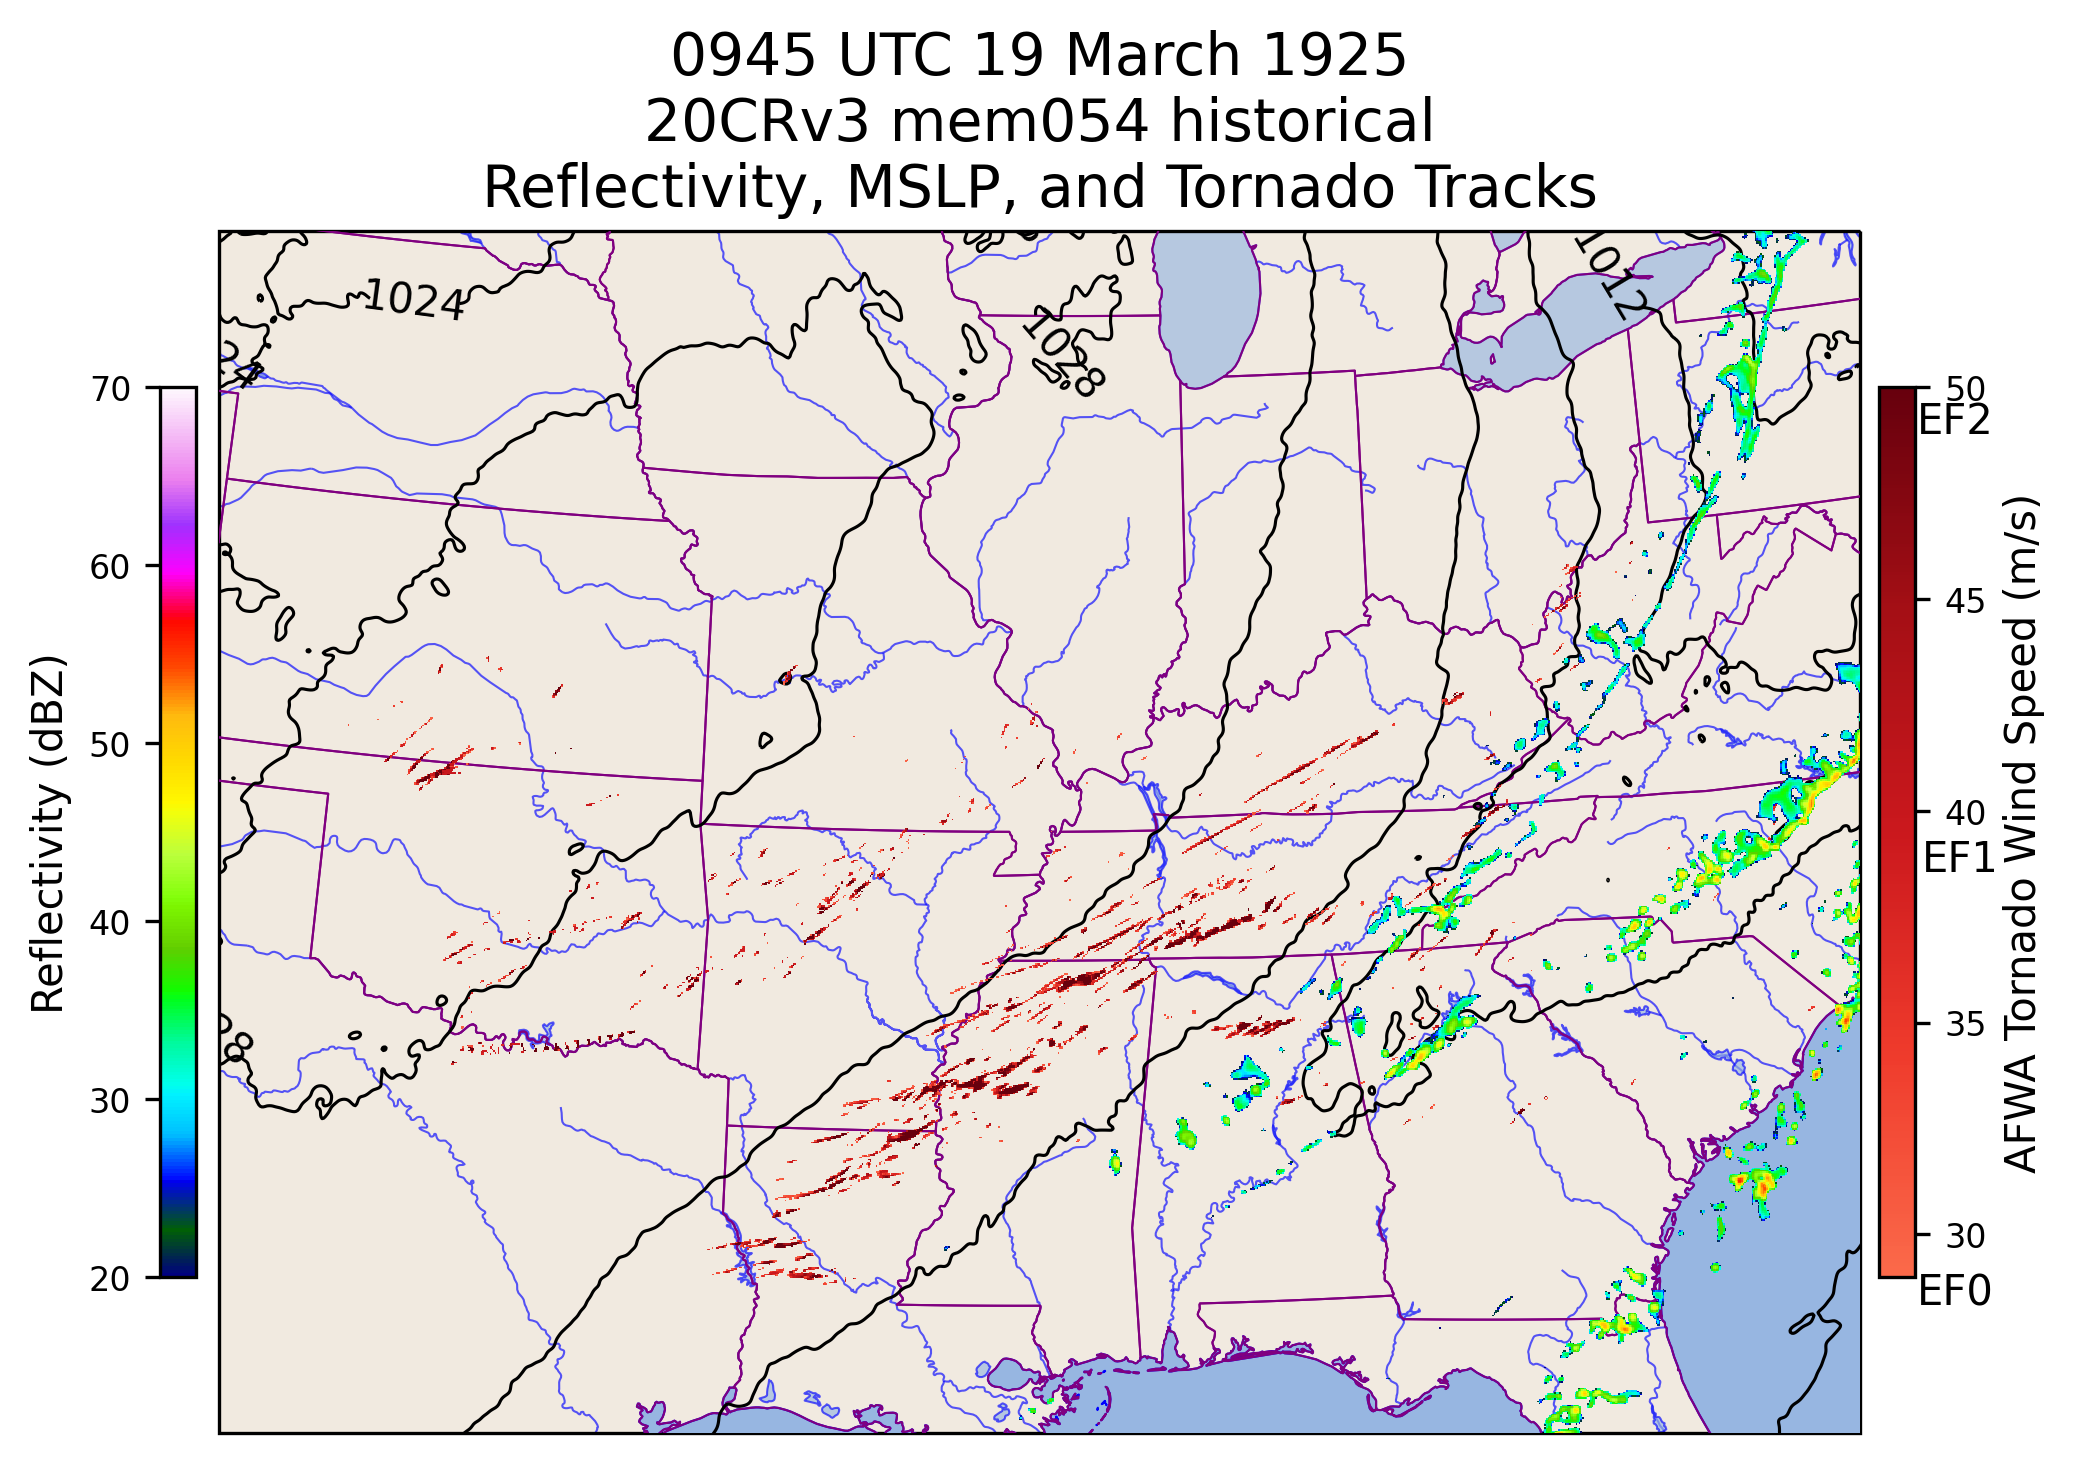 0945 UTC 19 March 1925
20CRv3 mem054 historical
Reflectivity, MSLP, and Tornado Tracks
1024
1028
1012
Reflectivity (dBZ)
70
60
50
40
30
20
50
EF2
45
40
EF1
35
30
EF0
AFWA Tornado Wind Speed (m/s)